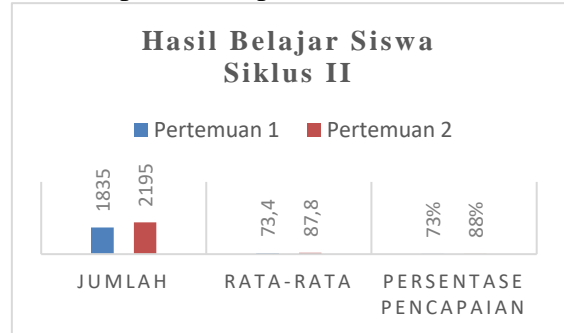 Hasil Belajar Siswa
Siklus II
Pertemuan 1 Pertemuan 2
1835 2195 73,4 87,8 73% 88%
JUMLAH RATA-RATA PERSENTASE
PENCAPAIAN